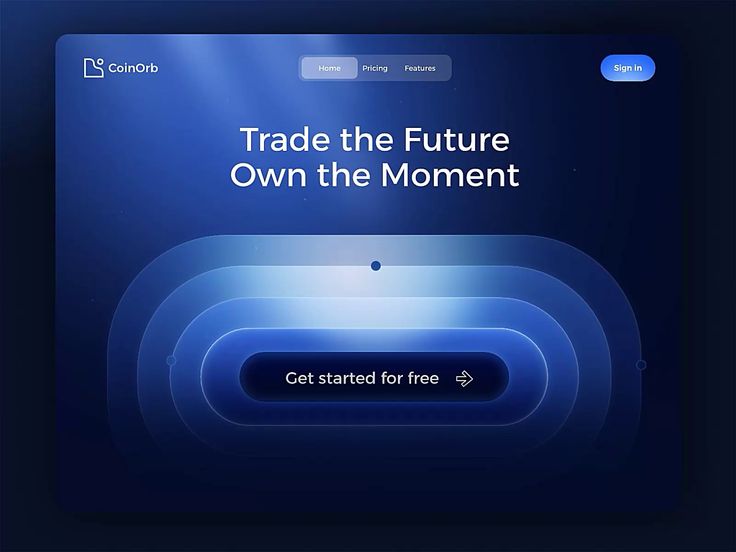 CoinOrb
Home Pricing Features
Sign In
Trade the Future
Own the Moment
Get started for free